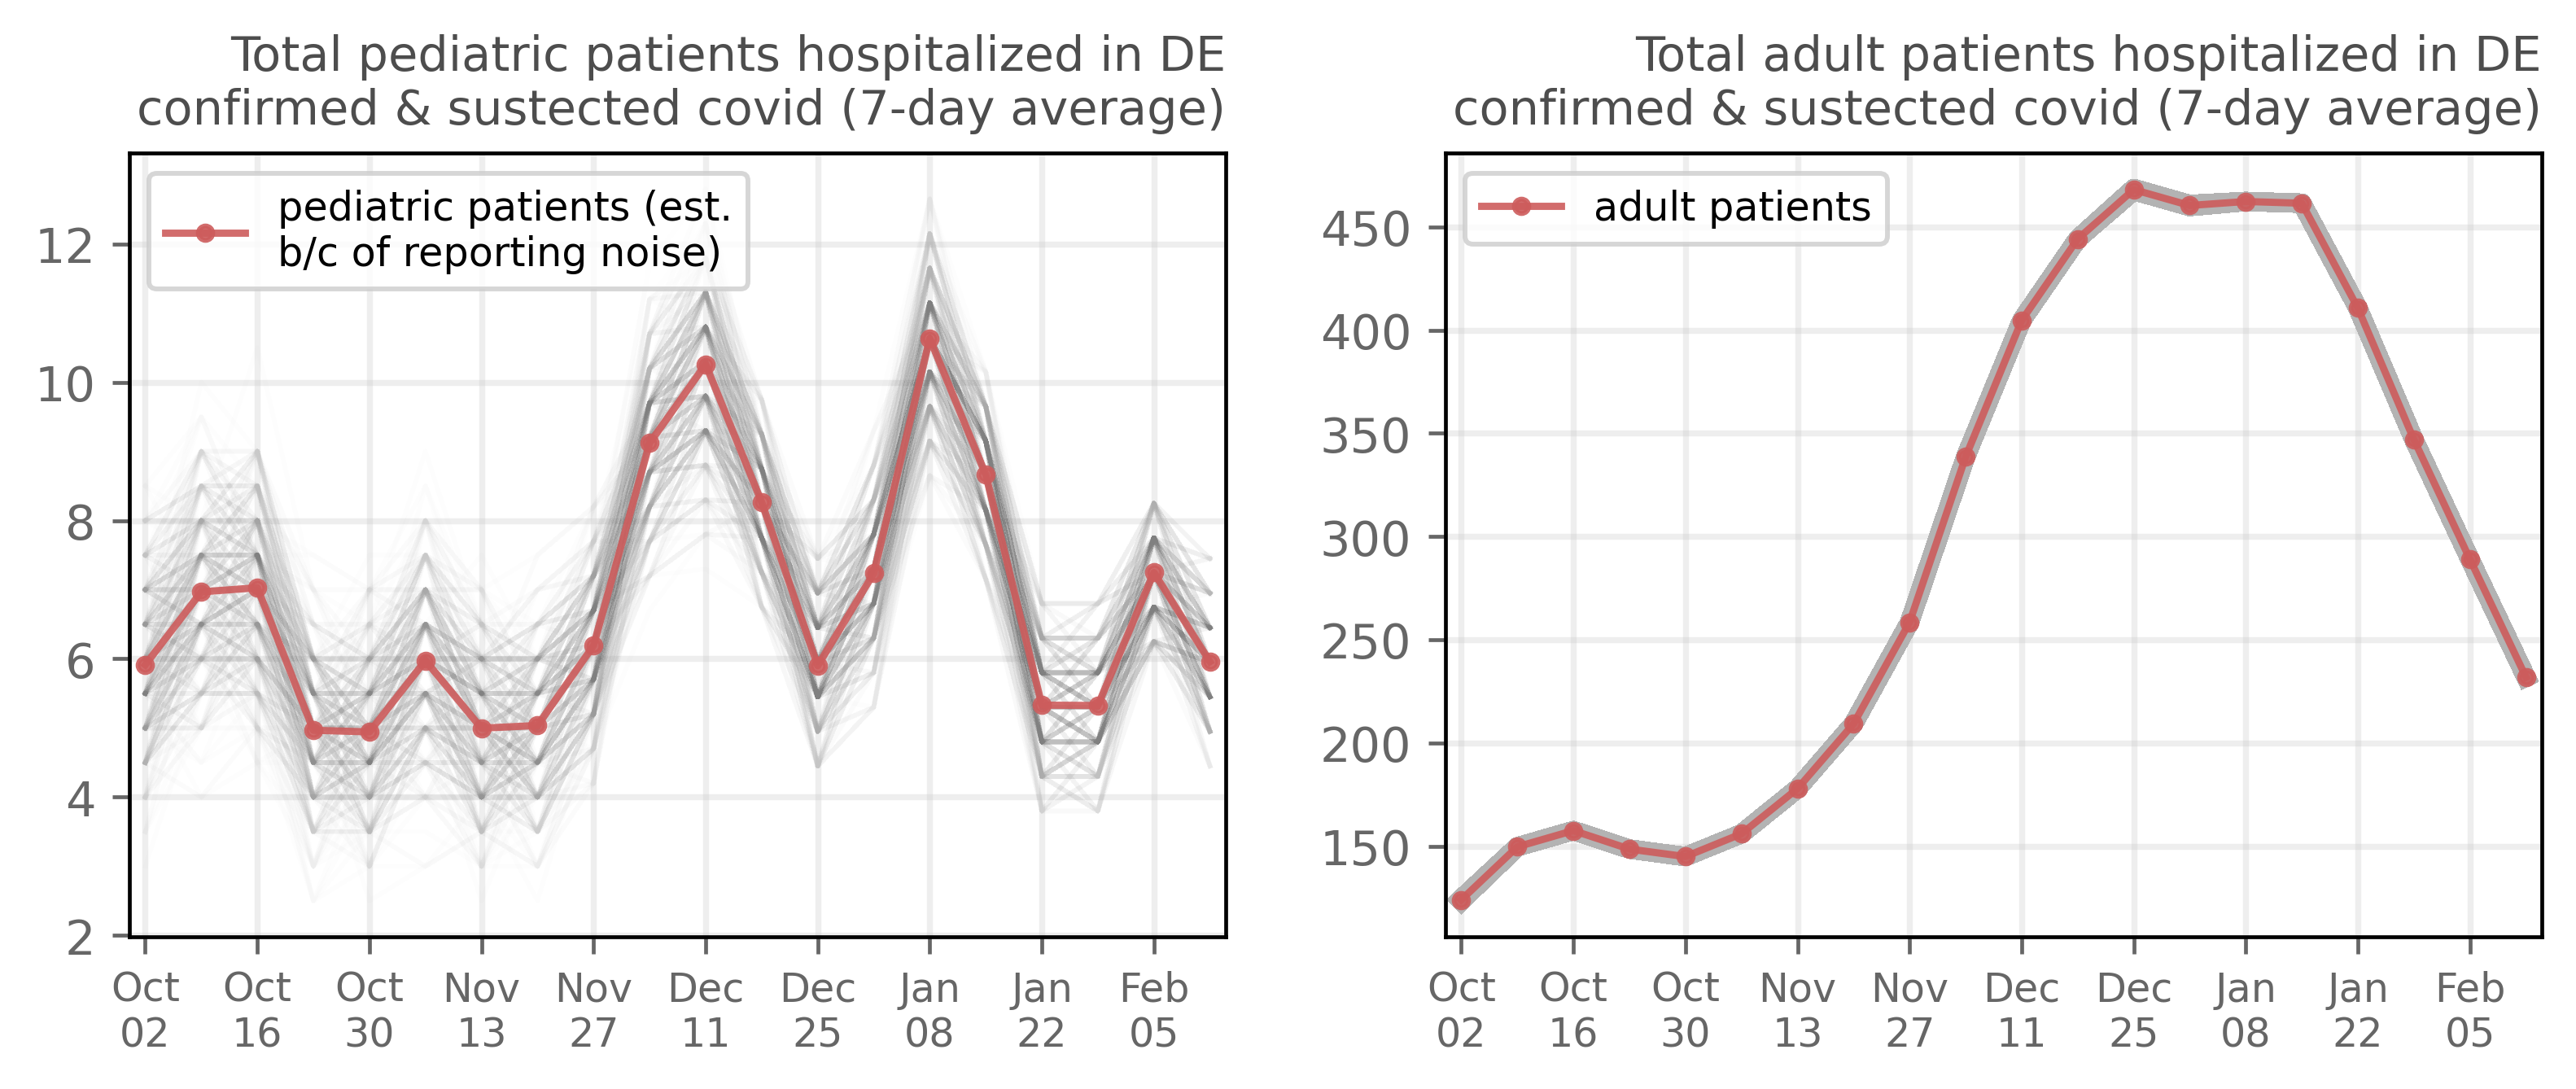 Total pediatric patients hospitalized in DE
confirmed & sustected covid (7-day average)
pediatric patients (est.
b/c of reporting noise)
12
10
8
6
4
2
Oct Oct Oct Nov Nov Dec Dec Jan Jan Feb
02 16 30 13 27 11 25 08 22 05
Total adult patients hospitalized in DE
confirmed & sustected covid (7-day average)
adult patients
450
400
350
300
250
200
150
Oct Oct Oct Nov Nov Dec Dec Jan Jan Feb
02 16 30 13 27 11 25 08 22 05